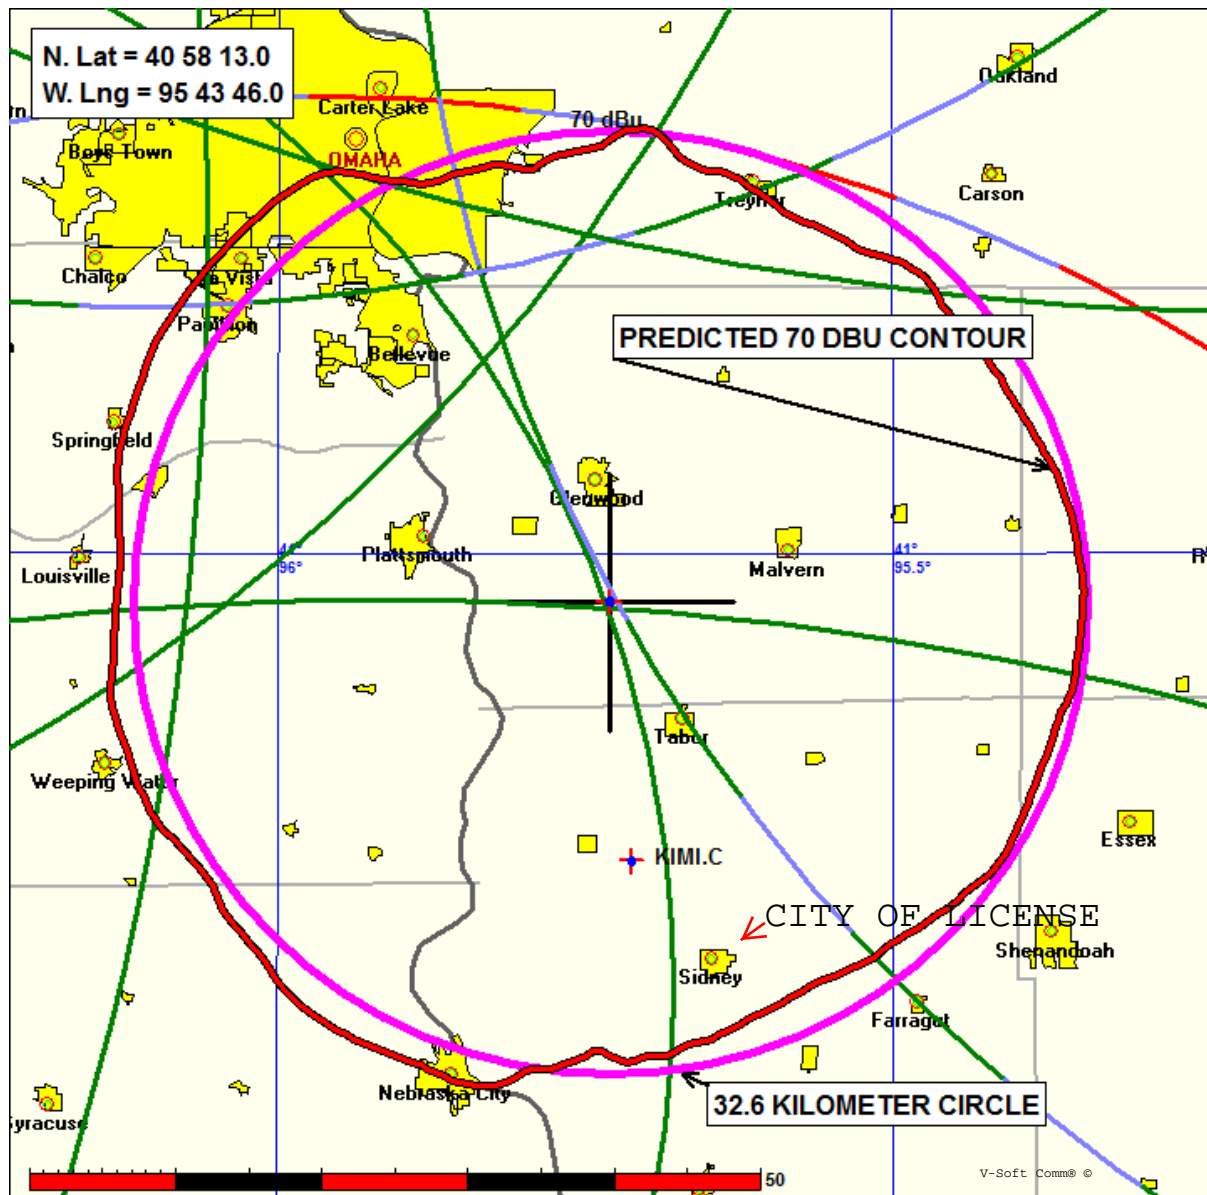 N. Lat = 40 58 13.0
W. Lng = 95 43 46.0
Oakland
Carter Lake
70 dBu
Boys Town
OMAHA
Treynor
Carson
Chalco
La Vista
Papillion
Bellevue
PREDICTED 70 DBU CONTOUR
Springfield
Glenwood
Plattsmouth
41°
96°
Malvern
41°
95.5°
Louisville
Tabor
Weeping Water
Essex
KIMI.C
CITY OF LICENSE
Shenandoah
Sidney
Farragut
Nebraska City
32.6 KILOMETER CIRCLE
Syracuse
50
V-Soft Comm® ©